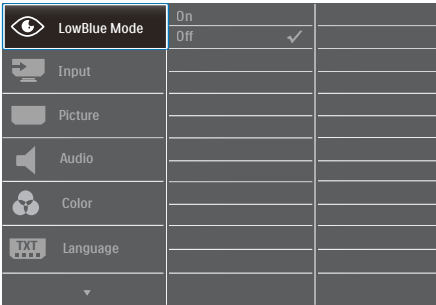 LowBlue Mode
On
Off
Input
Picture
Audio
Color
TXT
Language